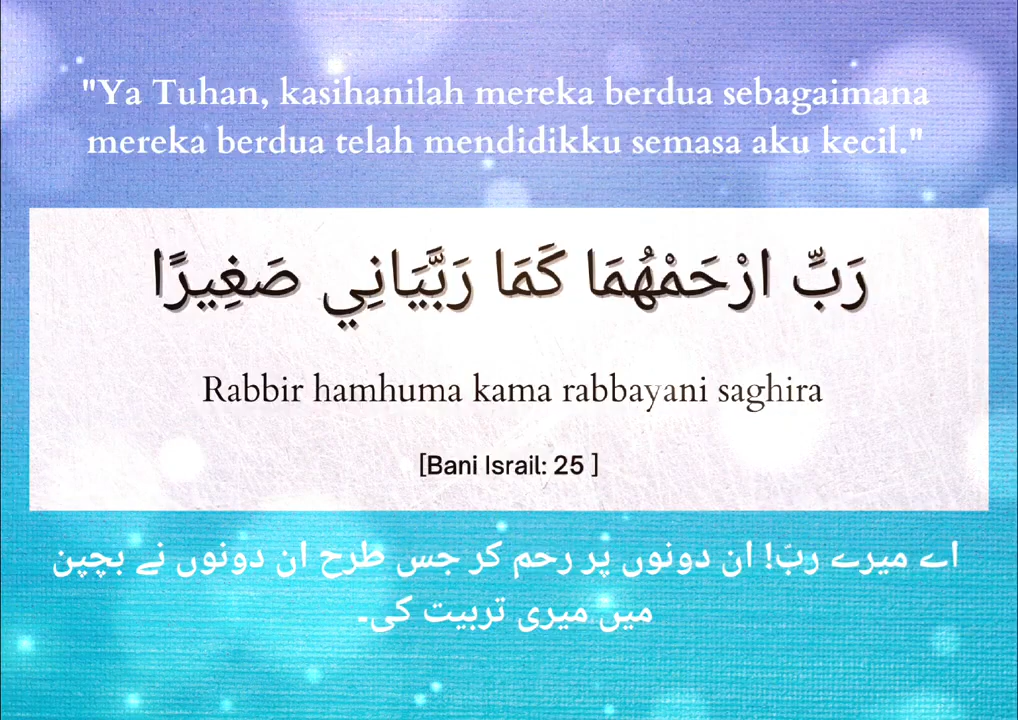 "Ya Tuhan, kasihanilah mereka berdua sebagaimana
mereka berdua telah mendidikku semasa aku kecil."
رَبِّ ارْحَمْهُمَا كَمَا رَبَّيَانِي صَغِيرًا
Rabbir hamhuma kama rabbayani saghira
[Bani Israil: 25 ]
اے میرے ربّ! ان دونوں پر رحم کر جس طرح ان دونوں نے بچپن
میں میری تربیت کی۔